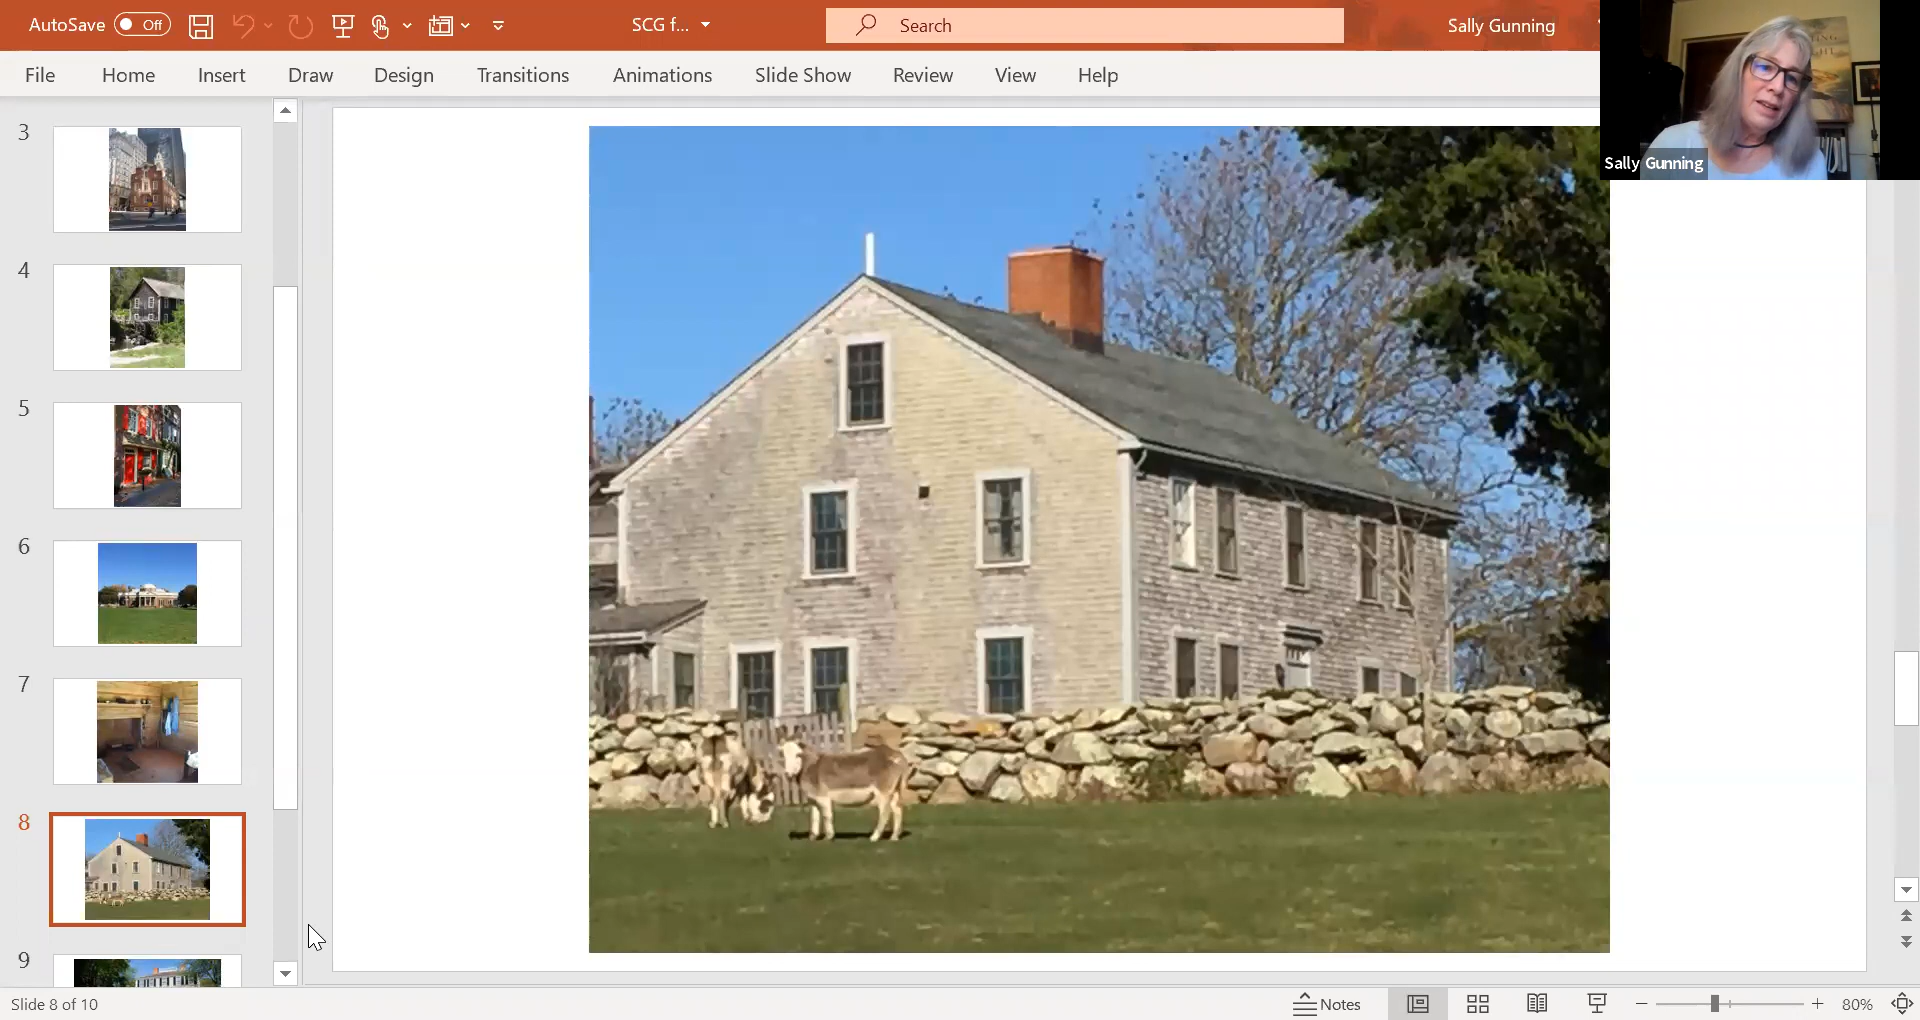 AutoSave Off SCG f... Search Sally Gunning
File Home Insert Draw Design Transitions Animations Slide Show Review View Help
Sally Gunning
3
4
5
6
7
8
9
Slide 8 of 10 Notes 80%